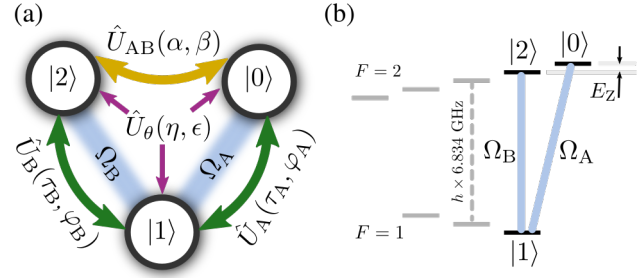 (a)
Û_AB(α, β)
|2⟩
|0⟩
Û_θ(η, ϵ)
Ω_B
Ω_A
Û_B(τ_B, φ_B)
Û_A(τ_A, φ_A)
|1⟩
(b)
|2⟩
|0⟩
F = 2
E_Z
h × 6.834 GHz
Ω_B
Ω_A
F = 1
|1⟩